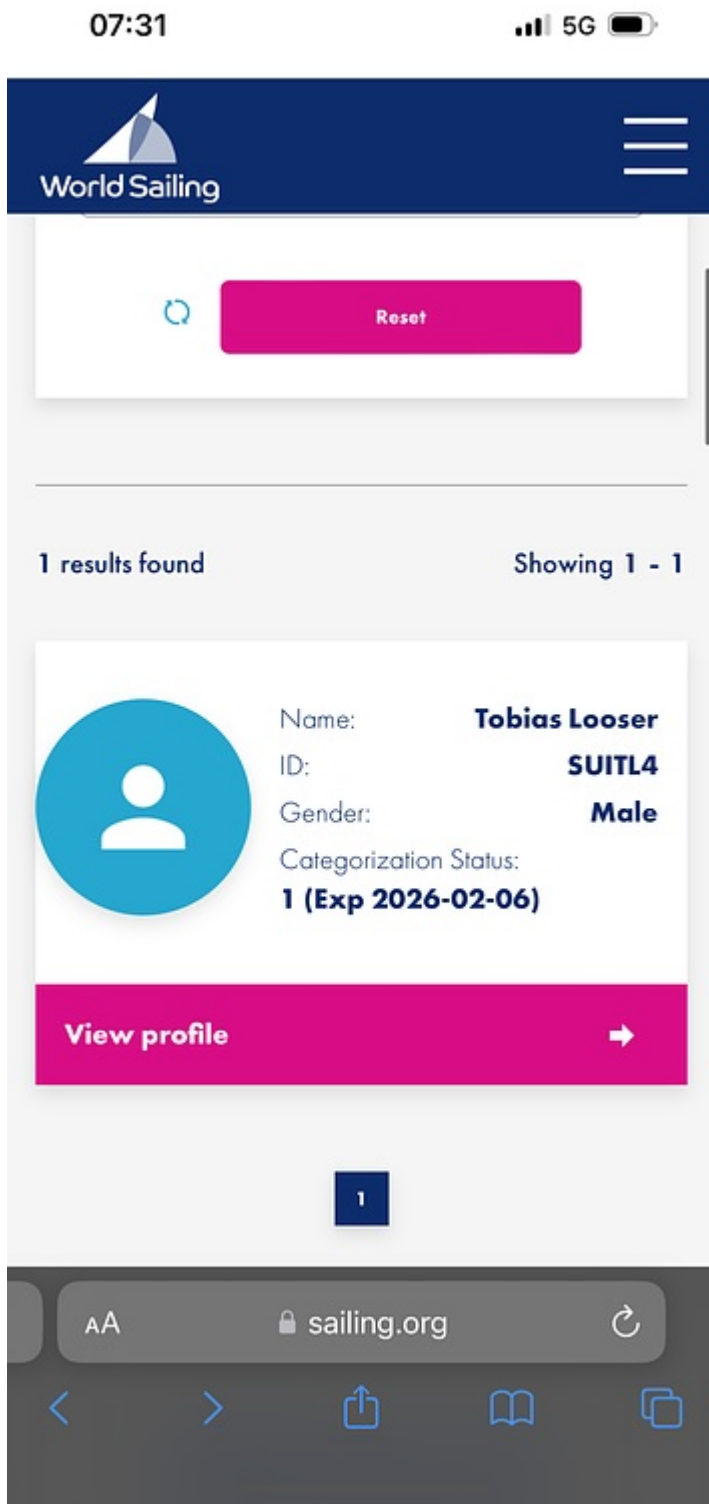 07:31 5G
World Sailing
Reset
1 results found Showing 1 - 1
Name: Tobias Looser
ID: SUITL4
Gender: Male
Categorization Status:
1 (Exp 2026-02-06)
View profile
1
AA sailing.org